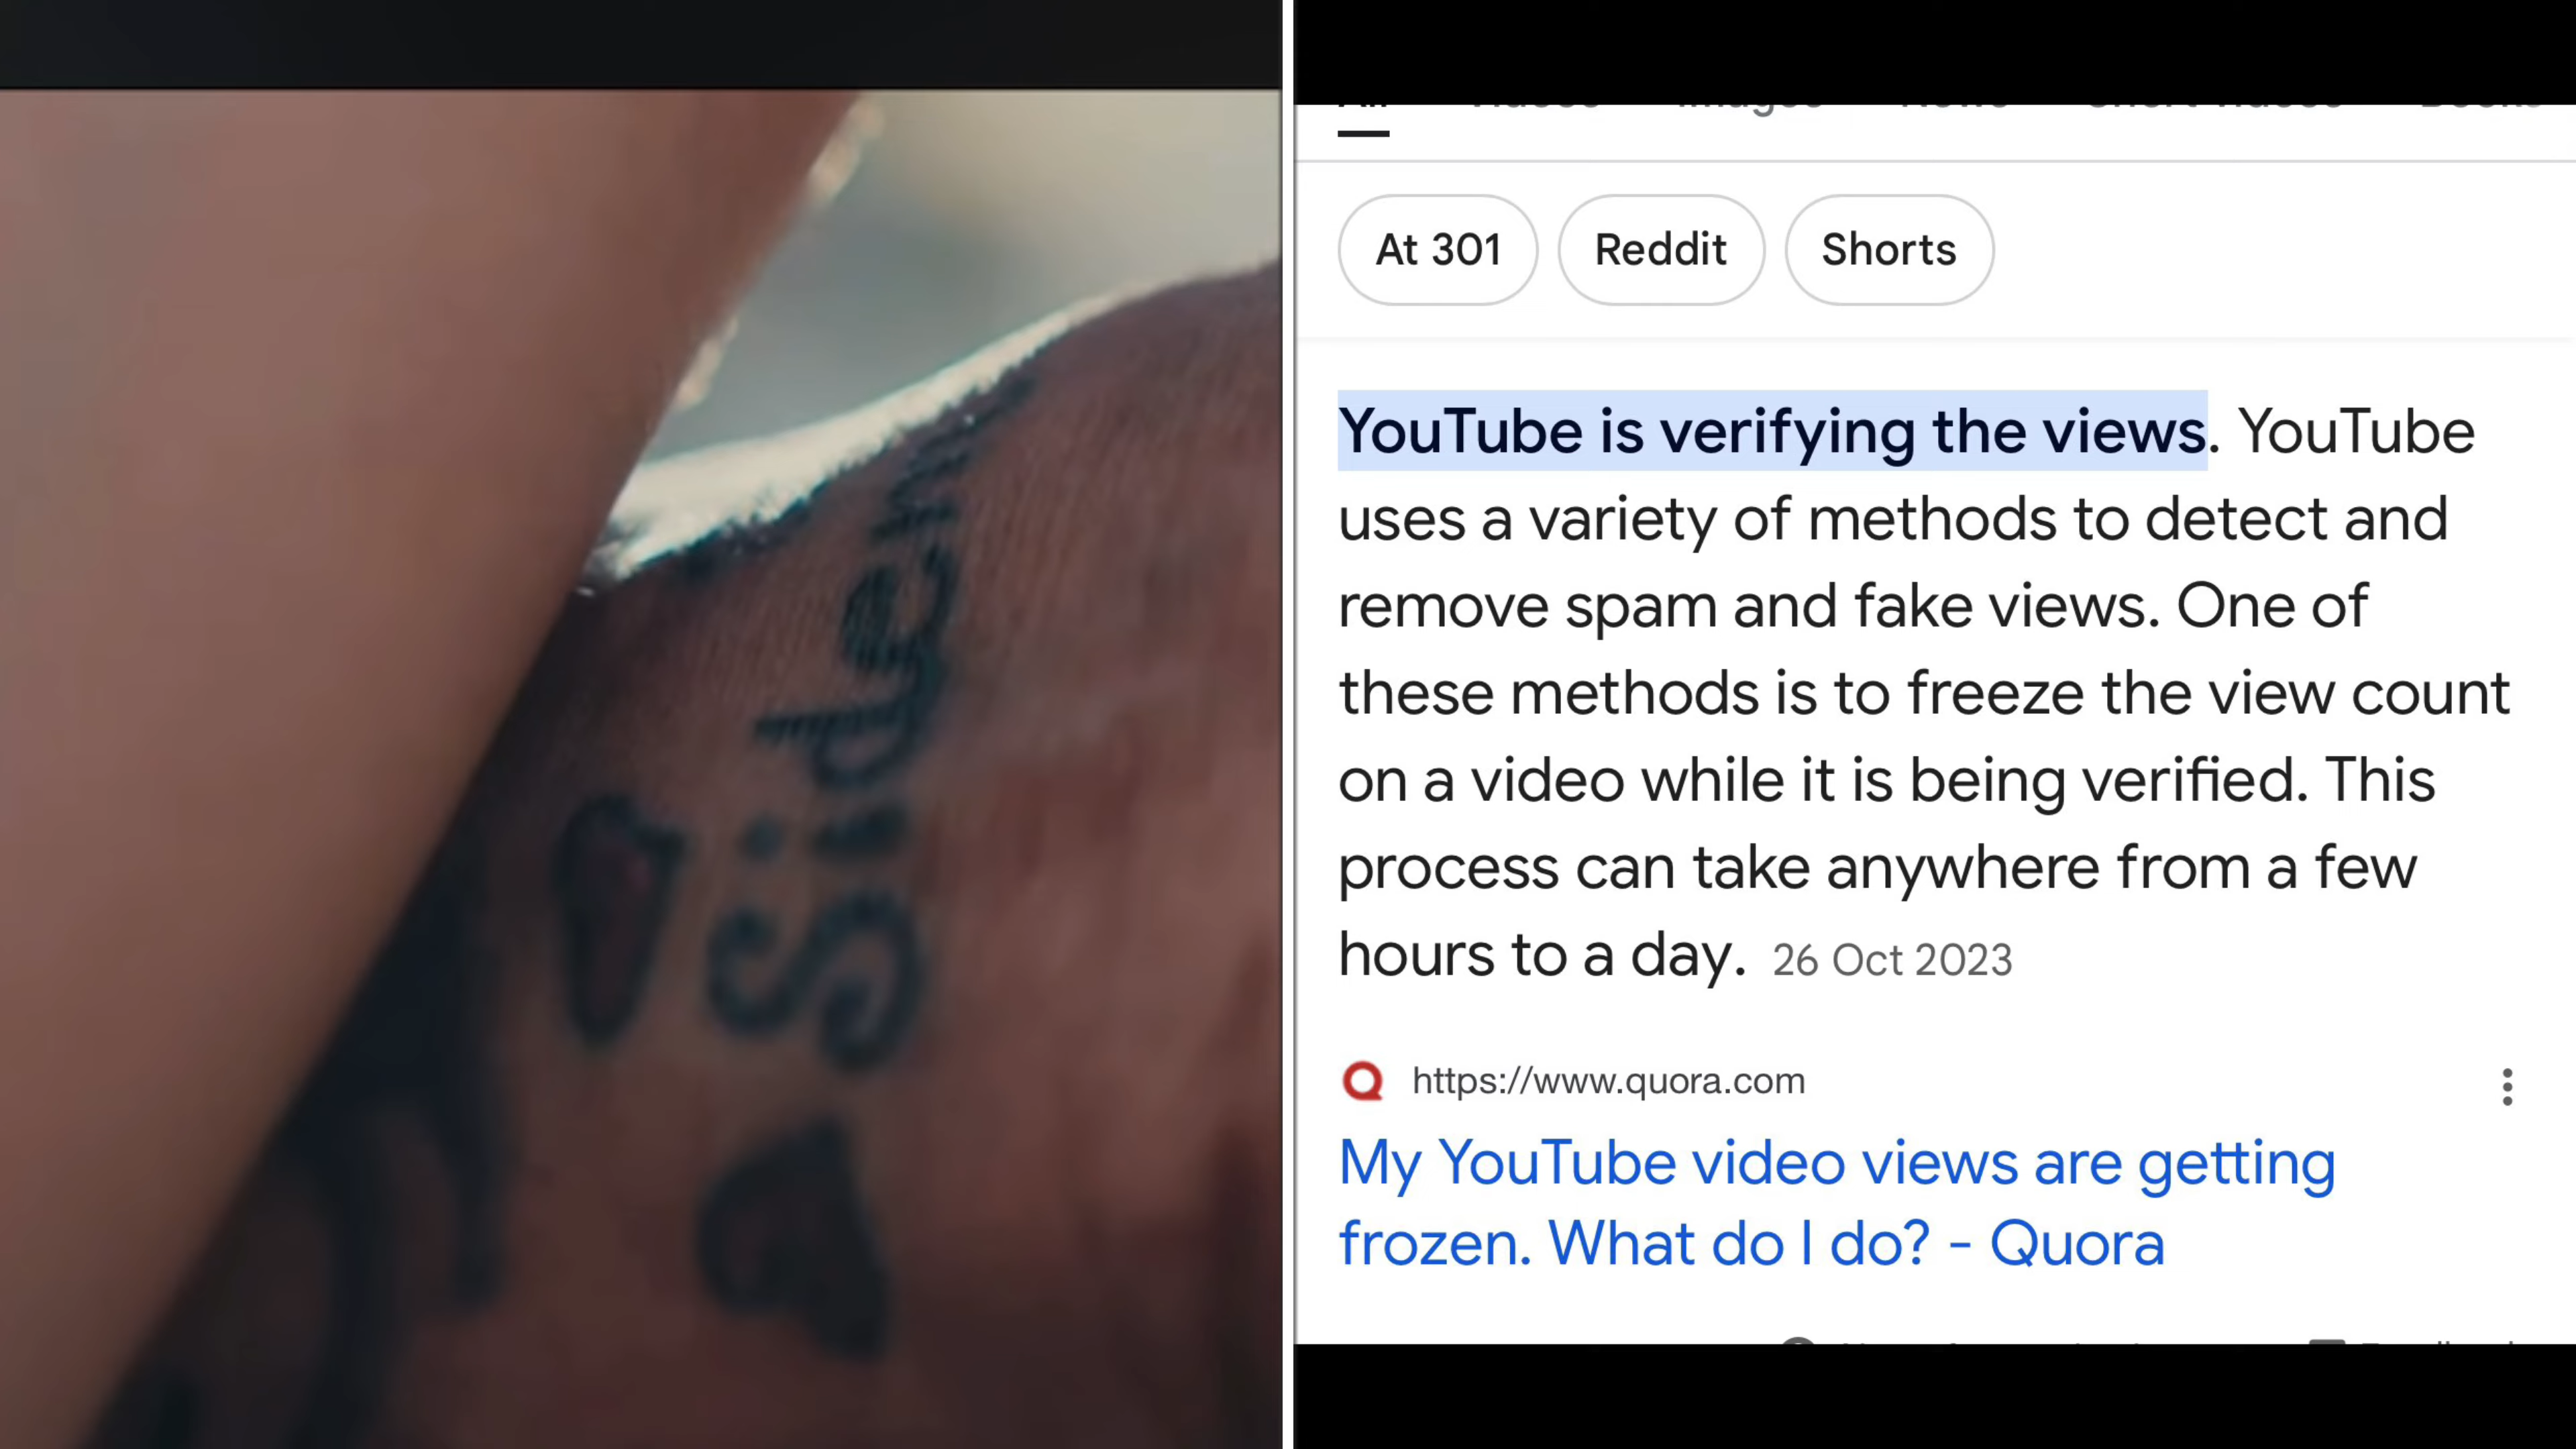 Siden
At 301
Reddit
Shorts
YouTube is verifying the views. YouTube
uses a variety of methods to detect and
remove spam and fake views. One of
these methods is to freeze the view count
on a video while it is being verified. This
process can take anywhere from a few
hours to a day. 26 Oct 2023
https://www.quora.com
My YouTube video views are getting
frozen. What do I do? - Quora